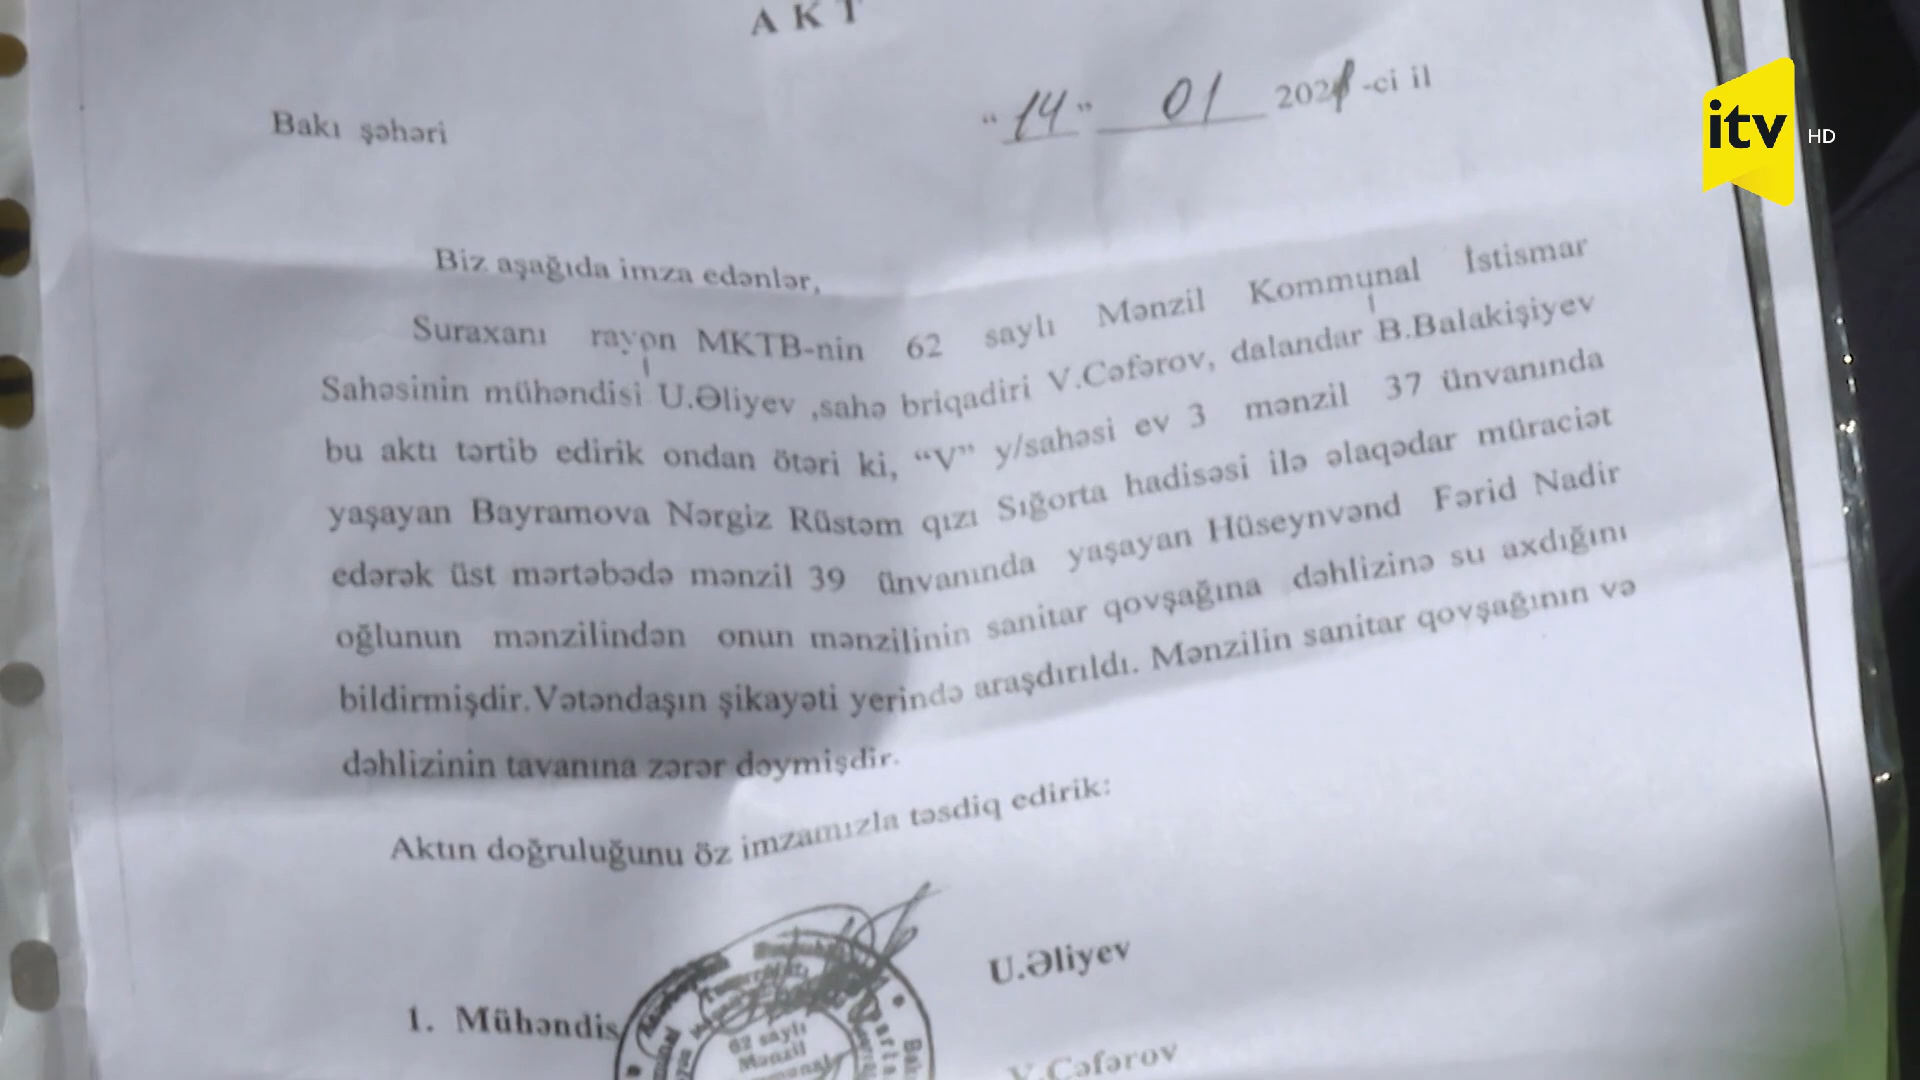 AKT
Bakı şəhəri
"14" 01 202 -ci il
itv HD
Biz aşağıda imza edənlər,
Suraxanı rayon MKTB-nin 62 saylı Mənzil Kommunal İstismar
Sahəsinin mühəndisi U.Əliyev ,sahə briqadiri V.Cəfərov, dalandar B.Balakişiyev
bu aktı tərtib edirik ondan ötəri ki, "V" y/sahəsi ev 3 mənzil 37 ünvanında
yaşayan Bayramova Nərgiz Rüstəm qızı Sığorta hadisəsi ilə əlaqədar müraciət
edərək üst mərtəbədə mənzil 39 ünvanında yaşayan Hüseynvənd Fərid Nadir
oğlunun mənzilindən onun mənzilinin sanitar qovşağına dəhlizinə su axdığını
bildirmişdir.Vətəndaşın şikayəti yerində araşdırıldı. Mənzilin sanitar qovşağının və
dəhlizinin tavanına zərər dəymişdir.
Aktın doğruluğunu öz imzamızla təsdiq edirik:
1. Mühəndis U.Əliyev
62 saylı
Mənzil
V.Cəfərov